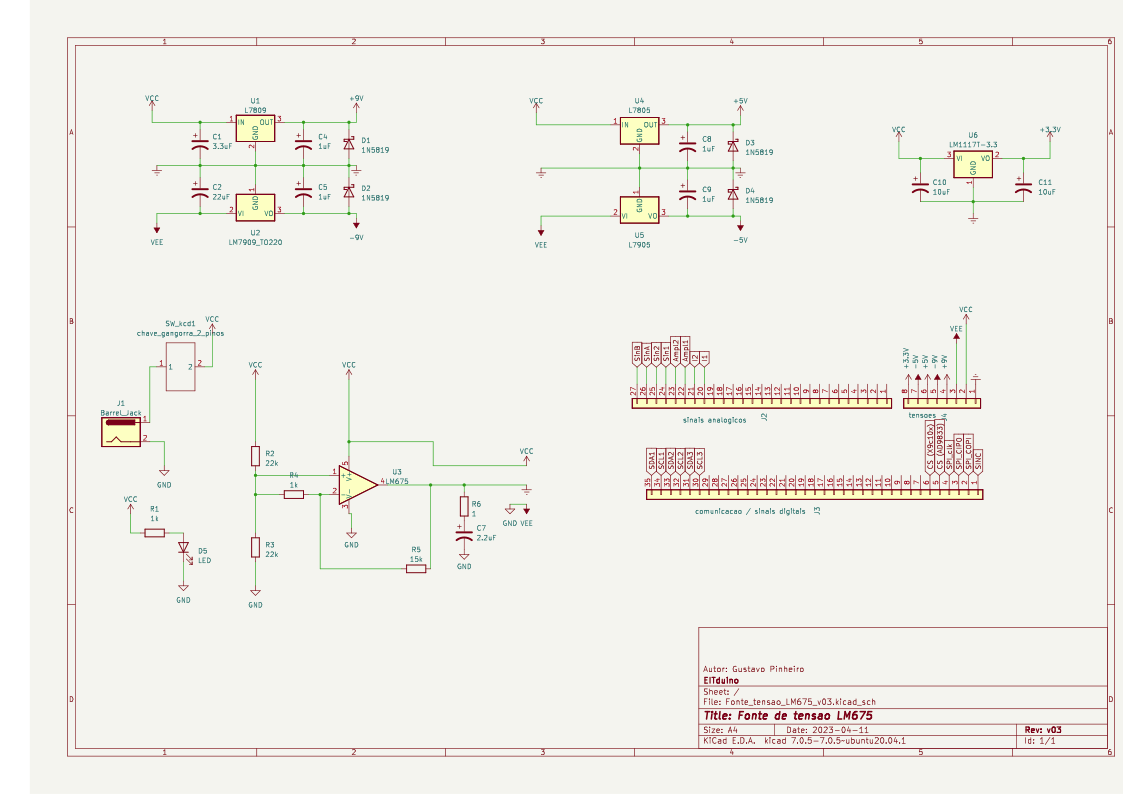 1 2 3 4 5 6
A
VCC
U1
L7809
+9V
1 IN OUT 3
GND
2
C1
3.3uF
C4
1uF
D1
1N5819
C2
22uF
C5
1uF
D2
1N5819
1
GND
2 VI VO 3
VEE
U2
LM7909_TO220
-9V
VCC
U4
L7805
+5V
1 IN OUT 3
GND
2
C8
1uF
D3
1N5819
C9
1uF
D4
1N5819
1
GND
2 VI VO 3
VEE
U5
L7905
-5V
VCC
U6
LM1117T-3.3
+3.3V
3 VI VO 2
GND
1
C10
10uF
C11
10uF
A
B
SW_kcd1
VCC
chave_gangorra_2_pinos
1 1 2 2
J1
Barrel_Jack
1
2
GND
VCC
R1
1k
D5
LED
GND
VCC
R2
22k
R4
1k
R3
22k
GND
VCC
5
V+
1 +
2 -
V-
3
U3
4 LM675
GND
R5
15k
R6
1
C7
2.2uF
GND
VCC
GND VEE
SinB
SinA
Sin2
Sin1
Ampl2
Ampl1
I2
I1
27 26 25 24 23 22 21 20 19 18 17 16 15 14 13 12 11 10 9 8 7 6 5 4 3 2 1
sinais analogicos
J2
VCC
VEE
+3.3V
-5V
+5V
-9V
+9V
8 7 6 5 4 3 2 1
tensoes
J4
SDA1
SCL1
SDA2
SCL2
SDA3
SCL3
CS (X9c10x)
CS (AD9833)
SPI_clk
SPI_CIPO
SPI_COPI
SINC
35 34 33 32 31 30 29 28 27 26 25 24 23 22 21 20 19 18 17 16 15 14 13 12 11 10 9 8 7 6 5 4 3 2 1
comunicacao / sinais digitais
J3
B
C
C
D
D
Autor: Gustavo Pinheiro
EITduino
Sheet: /
File: Fonte_tensao_LM675_v03.kicad_sch
Title: Fonte de tensao LM675
Size: A4 Date: 2023-04-11 Rev: v03
KiCad E.D.A. kicad 7.0.5-7.0.5~ubuntu20.04.1 Id: 1/1
1 2 3 4 5 6